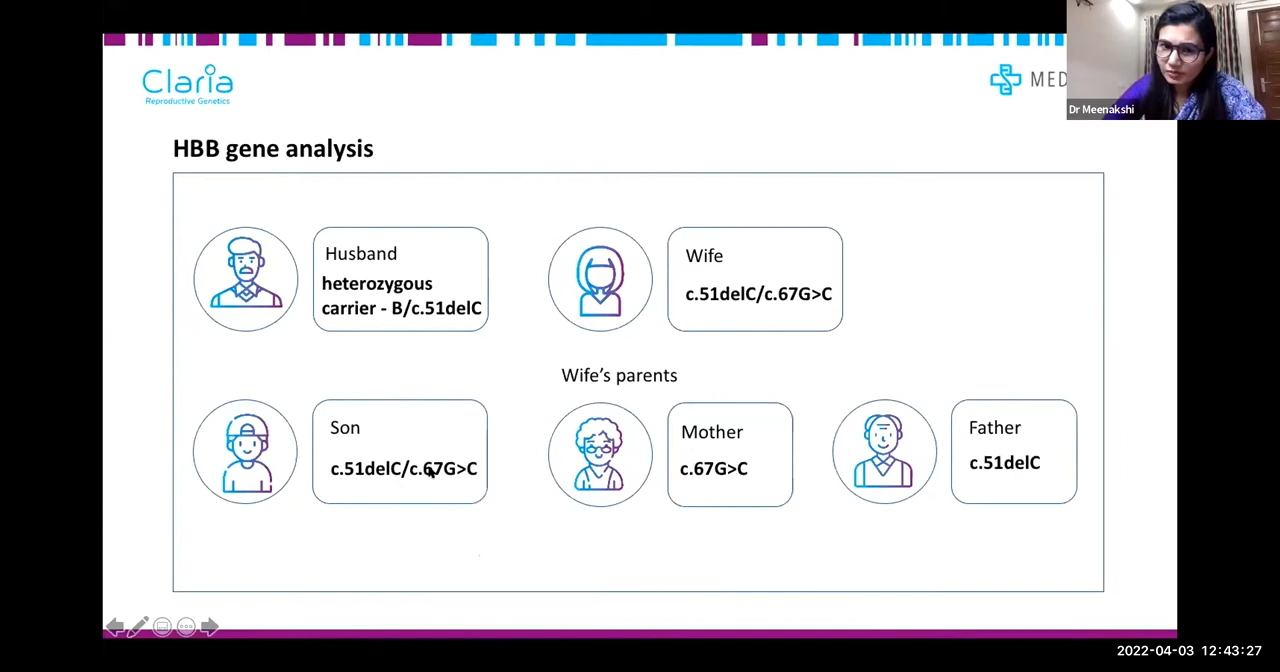 Claria
Reproductive Genetics
MED
Dr Meenakshi
HBB gene analysis
Husband
heterozygous
carrier - B/c.51delC
Wife
c.51delC/c.67G>C
Wife's parents
Son
c.51delC/c.67G>C
Mother
c.67G>C
Father
c.51delC
2022-04-03 12:43:27